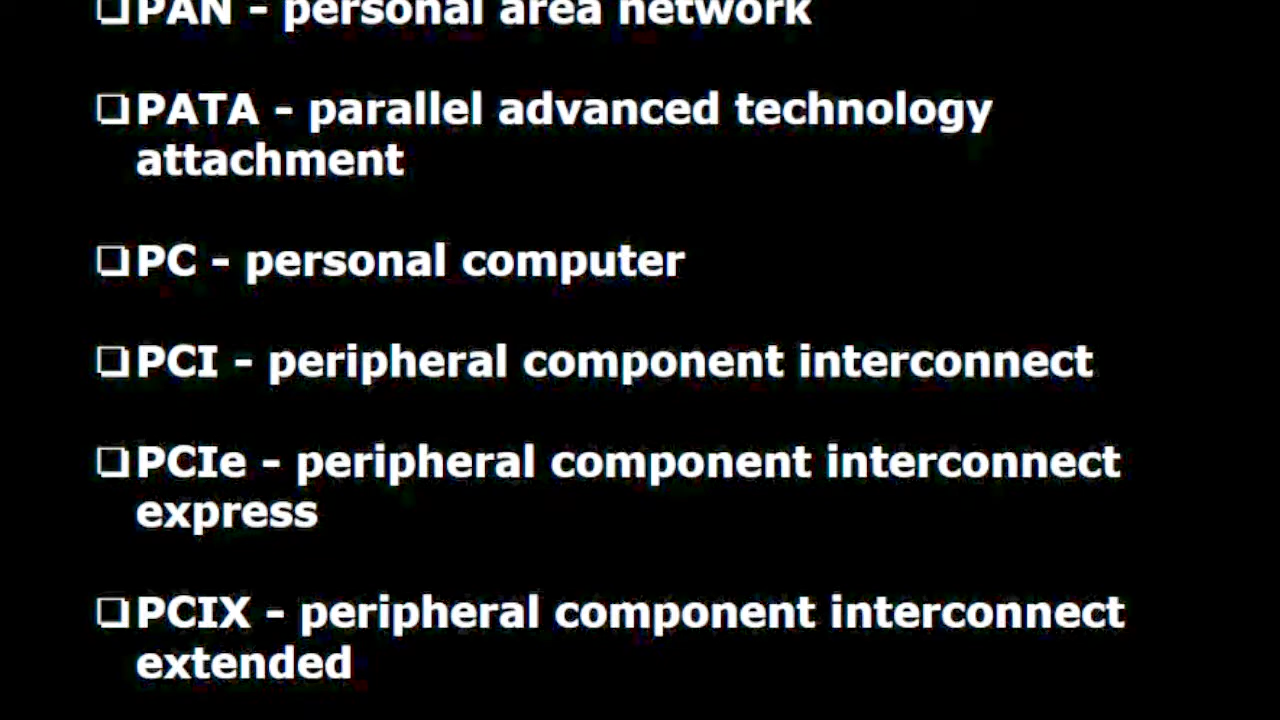 ❑PAN - personal area network
❑PATA - parallel advanced technology
attachment
❑PC - personal computer
❑PCI - peripheral component interconnect
❑PCIe - peripheral component interconnect
express
❑PCIX - peripheral component interconnect
extended